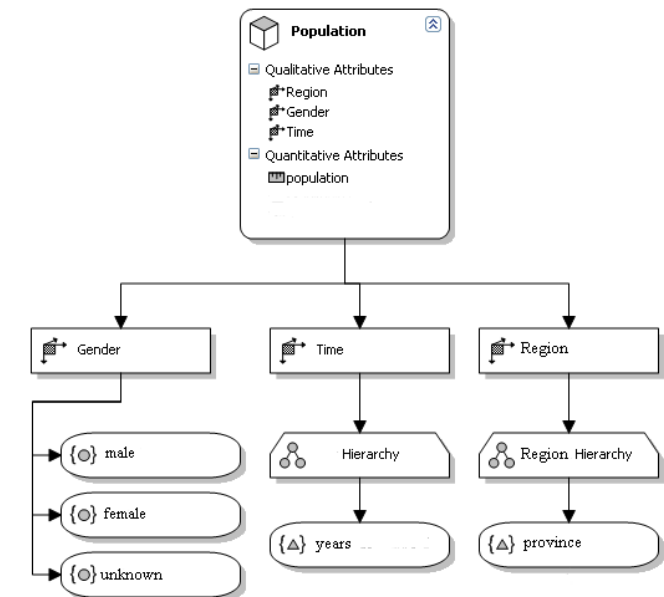 Population
Qualitative Attributes
Region
Gender
Time
Quantitative Attributes
population
Gender
Time
Region
male
Hierarchy
Region Hierarchy
female
years
province
unknown